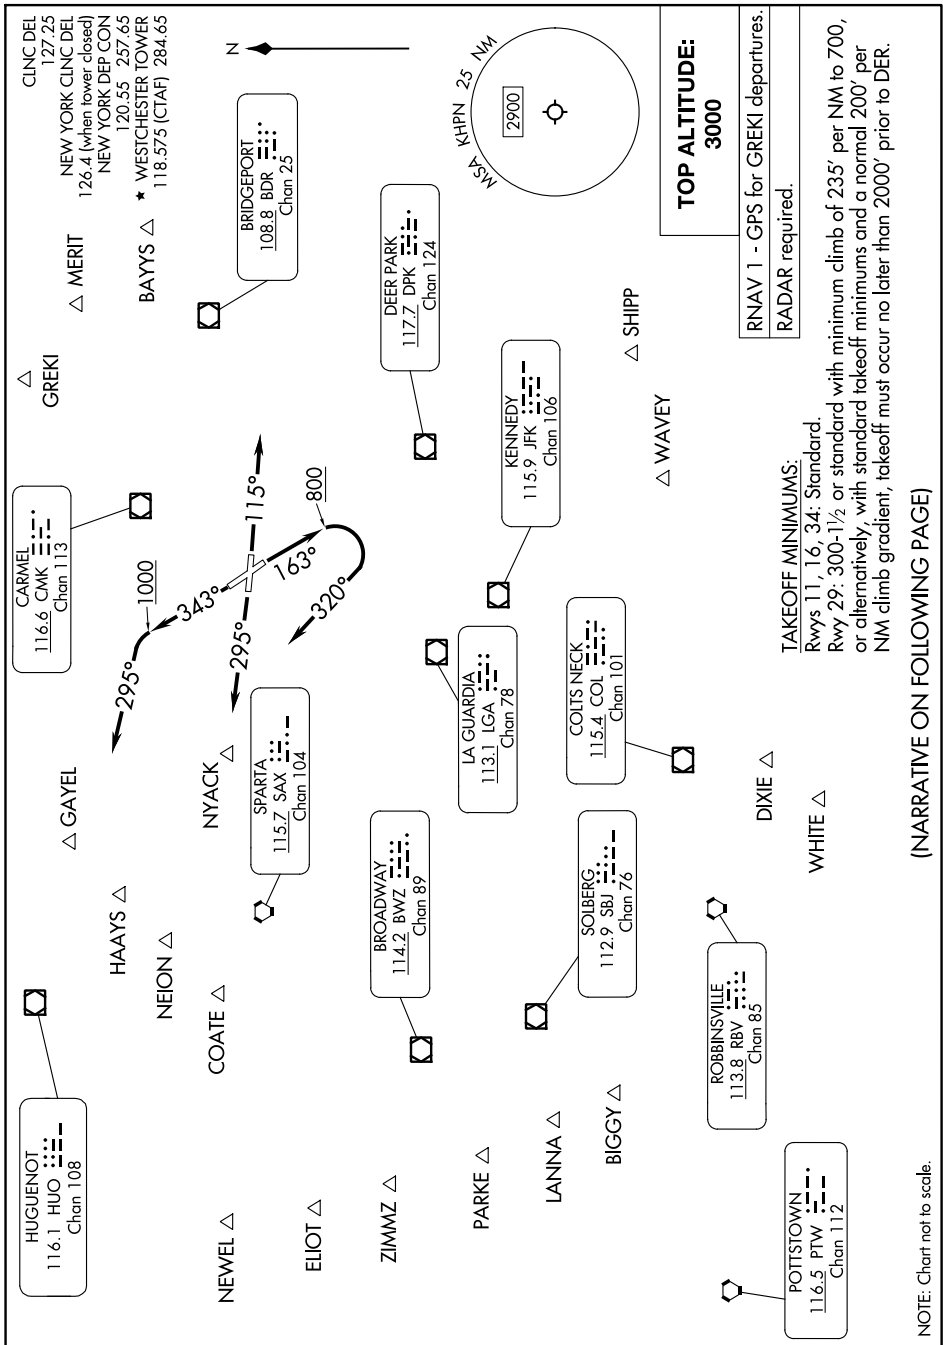 CLNC DEL
127.25
NEW YORK CLNC DEL
126.4 (when tower closed)
NEW YORK DEP CON
120.55 257.65
★ WESTCHESTER TOWER
118.575 (CTAF) 284.65
N
MSA KHPN 25 NM
2900
TOP ALTITUDE:
3000
RNAV 1 - GPS for GREKI departures.
RADAR required.
BRIDGEPORT
108.8 BDR
Chan 25
MERIT
BAYYS
GREKI
DEER PARK
117.7 DPK
Chan 124
SHIPP
WAVEY
KENNEDY
115.9 JFK
Chan 106
CARMEL
116.6 CMK
Chan 113
1000
343°
295°
115°
295°
163°
800
320°
GAYEL
NYACK
SPARTA
115.7 SAX
Chan 104
LA GUARDIA
113.1 LGA
Chan 78
COLTS NECK
115.4 COL
Chan 101
HAAYS
NEION
COATE
BROADWAY
114.2 BWZ
Chan 89
SOLBERG
112.9 SBJ
Chan 76
DIXIE
WHITE
HUGUENOT
116.1 HUO
Chan 108
ROBBINSVILLE
113.8 RBV
Chan 85
NEWEL
ELIOT
ZIMMZ
PARKE
LANNA
BIGGY
POTTSTOWN
116.5 PTW
Chan 112
TAKEOFF MINIMUMS:
Rwys 11, 16, 34: Standard.
Rwy 29: 300-1½ or standard with minimum climb of 235' per NM to 700,
or alternatively, with standard takeoff minimums and a normal 200' per
NM climb gradient, takeoff must occur no later than 2000' prior to DER.
(NARRATIVE ON FOLLOWING PAGE)
NOTE: Chart not to scale.